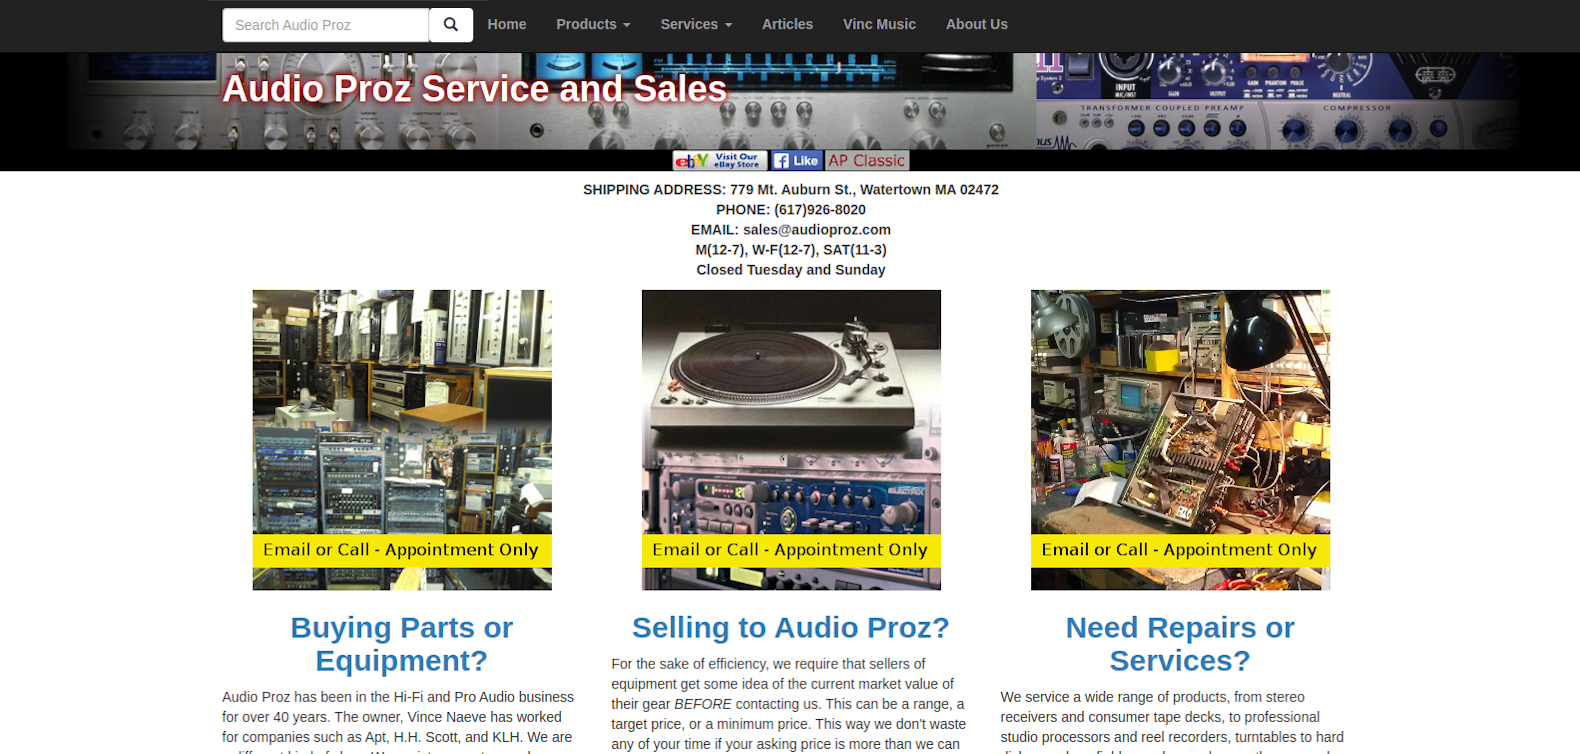 Search Audio Proz
Home
Products
Services
Articles
Vinc Music
About Us
Audio Proz Service and Sales
INPUT
MIC/INST
GAIN
PHANTOM
PHASE
OUTPUT
NEUTRAL
TRANSFORMER COUPLED PREAMP
COMPRESSOR
ebay Visit Our
eBay Store
f Like
AP Classic
SHIPPING ADDRESS: 779 Mt. Auburn St., Watertown MA 02472
PHONE: (617)926-8020
EMAIL: sales@audioproz.com
M(12-7), W-F(12-7), SAT(11-3)
Closed Tuesday and Sunday
Email or Call - Appointment Only
Email or Call - Appointment Only
Email or Call - Appointment Only
Buying Parts or
Equipment?
Audio Proz has been in the Hi-Fi and Pro Audio business
for over 40 years. The owner, Vince Naeve has worked
for companies such as Apt, H.H. Scott, and KLH. We are
Selling to Audio Proz?
For the sake of efficiency, we require that sellers of
equipment get some idea of the current market value of
their gear BEFORE contacting us. This can be a range, a
target price, or a minimum price. This way we don't waste
any of your time if your asking price is more than we can
Need Repairs or
Services?
We service a wide range of products, from stereo
receivers and consumer tape decks, to professional
studio processors and reel recorders, turntables to hard